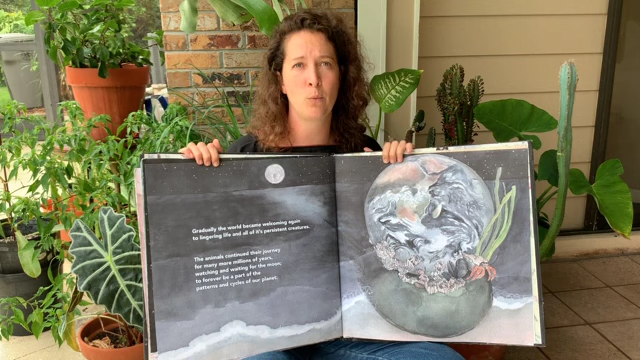 Gradually the world became welcoming again
to lingering life and all of it's persistent creatures.
The animals continued their journey
for many more millions of years,
watching and waiting for the moon,
to forever be a part of the
patterns and cycles of our planet.